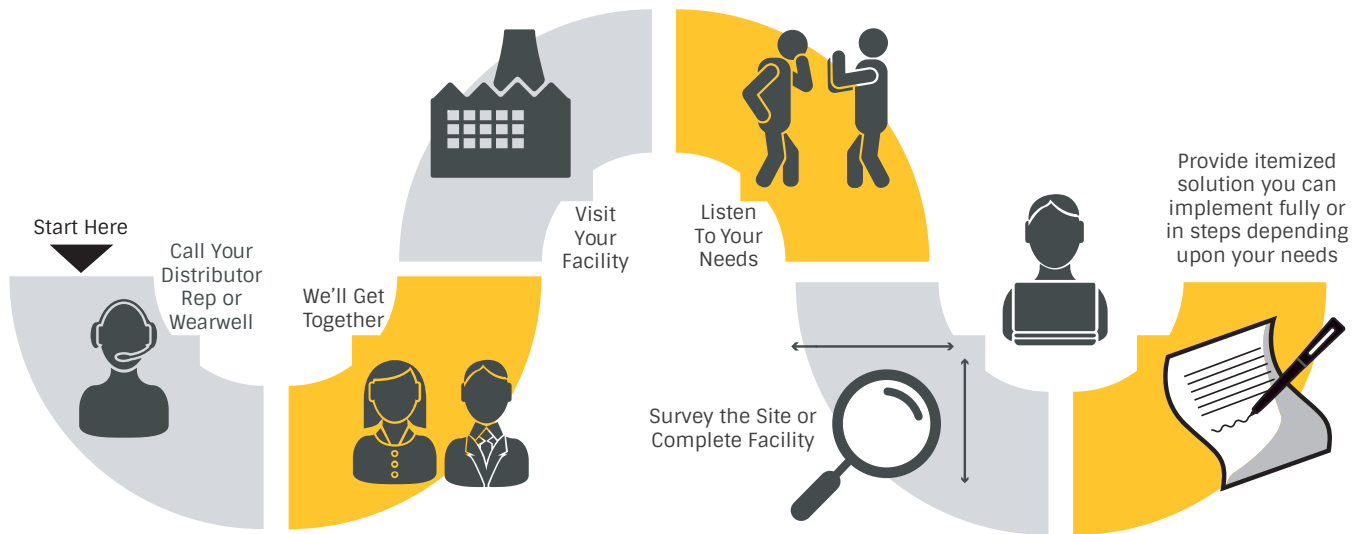 Start Here
Call Your
Distributor
Rep or
Wearwell
We'll Get
Together
Visit
Your
Facility
Listen
To Your
Needs
Survey the Site or
Complete Facility
Provide itemized
solution you can
implement fully or
in steps depending
upon your needs